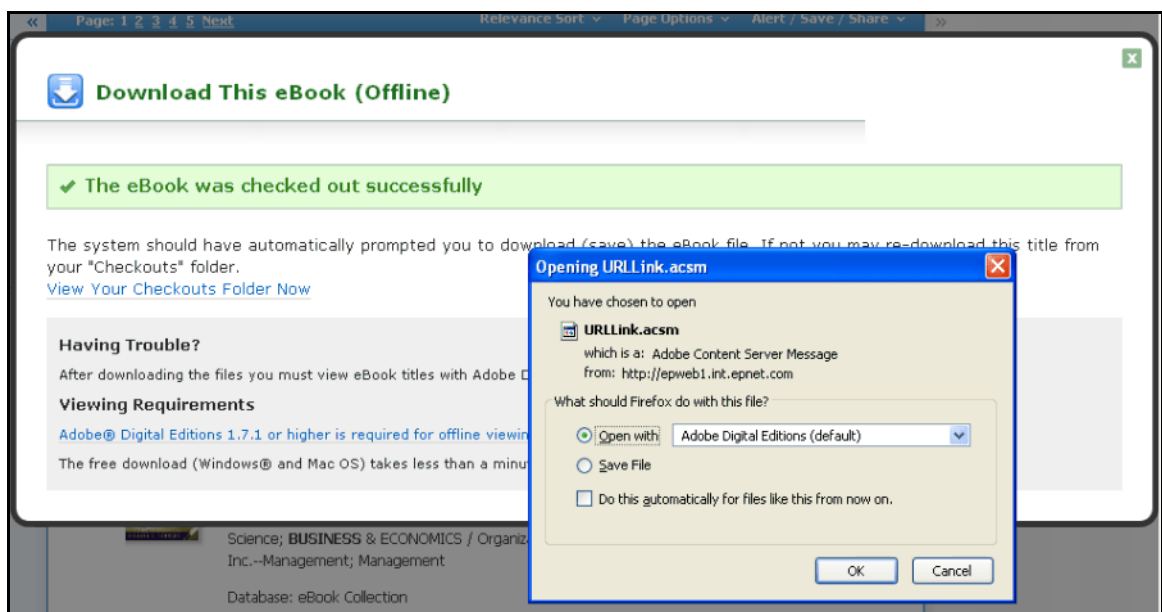 « Page: 1 2 3 4 5 Next Relevance Sort Page Options Alert / Save / Share »
Download This eBook (Offline)
x
The eBook was checked out successfully
The system should have automatically prompted you to download (save) the eBook file. If not you may re-download this title from
your "Checkouts" folder.
View Your Checkouts Folder Now
Having Trouble?
After downloading the files you must view eBook titles with Adobe
Viewing Requirements
Adobe® Digital Editions 1.7.1 or higher is required for offline
The free download (Windows® and Mac OS) takes less than a
Opening URLLink.acsm
You have chosen to open
URLLink.acsm
which is a: Adobe Content Server Message
from: http://epweb1.int.epnet.com
What should Firefox do with this file?
Open with Adobe Digital Editions (default)
Save File
Do this automatically for files like this from now on.
OK Cancel
Science; BUSINESS & ECONOMICS /
Inc.--Management; Management
Database: eBook Collection